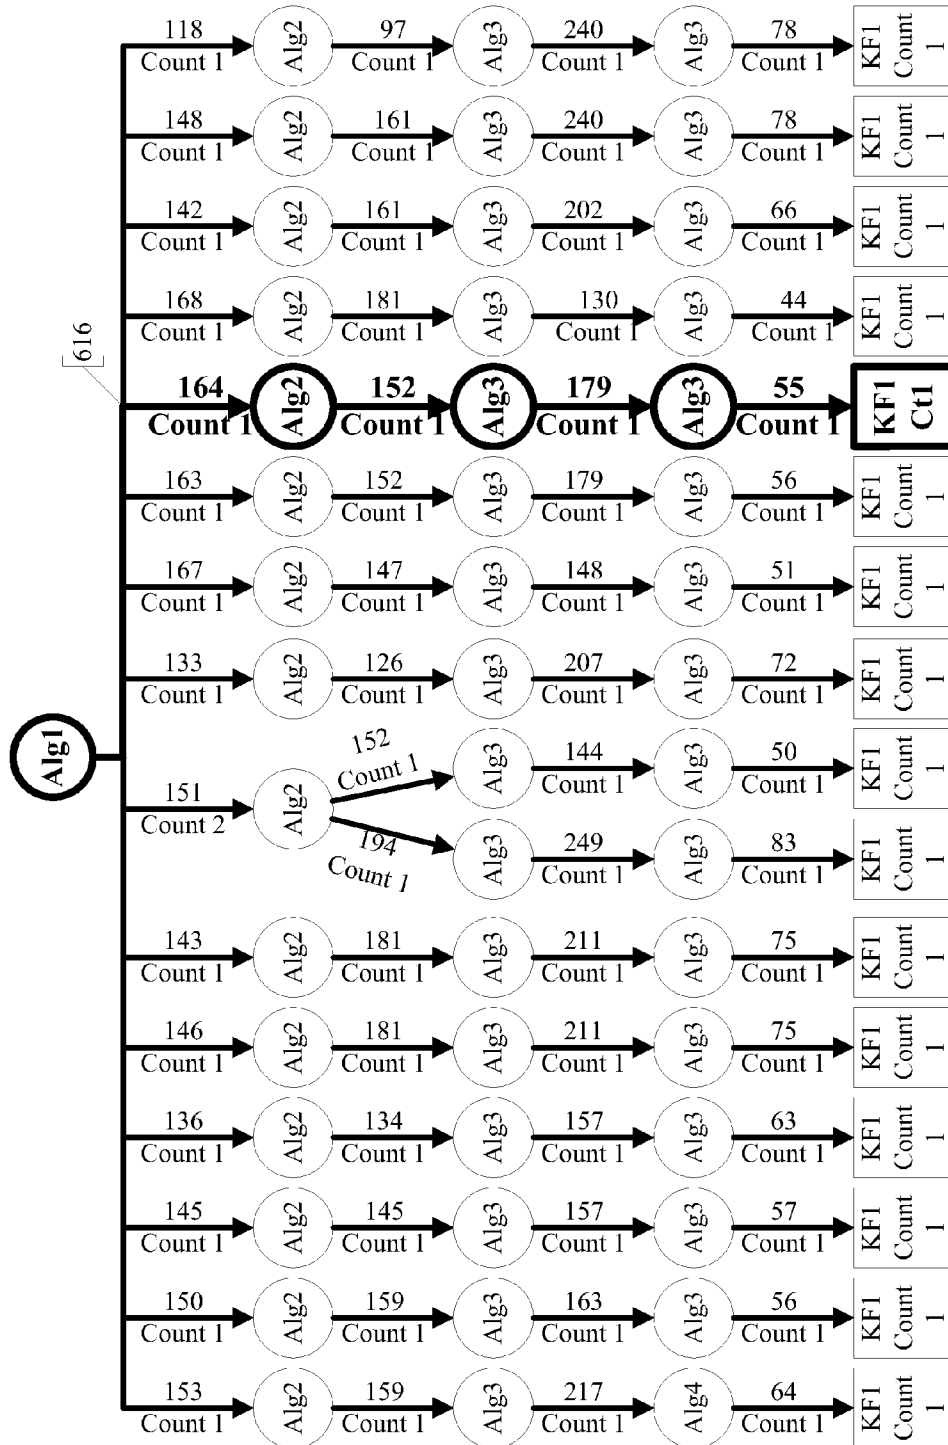 118
Count 1
Alg2
97
Count 1
Alg3
240
Count 1
Alg3
78
Count 1
KF1
Count
1
148
Count 1
Alg2
161
Count 1
Alg3
240
Count 1
Alg3
78
Count 1
KF1
Count
1
142
Count 1
Alg2
161
Count 1
Alg3
202
Count 1
Alg3
66
Count 1
KF1
Count
1
168
Count 1
Alg2
181
Count 1
Alg3
130
Count 1
Alg3
44
Count 1
KF1
Count
1
616
164
Count 1
Alg2
152
Count 1
Alg3
179
Count 1
Alg3
55
Count 1
KF1
Ct1
163
Count 1
Alg2
152
Count 1
Alg3
179
Count 1
Alg3
56
Count 1
KF1
Count
1
167
Count 1
Alg2
147
Count 1
Alg3
148
Count 1
Alg3
51
Count 1
KF1
Count
1
133
Count 1
Alg2
126
Count 1
Alg3
207
Count 1
Alg3
72
Count 1
KF1
Count
1
Alg1
151
Count 2
Alg2
152
Count 1
Alg3
144
Count 1
Alg3
50
Count 1
KF1
Count
1
194
Count 1
Alg3
249
Count 1
Alg3
83
Count 1
KF1
Count
1
143
Count 1
Alg2
181
Count 1
Alg3
211
Count 1
Alg3
75
Count 1
KF1
Count
1
146
Count 1
Alg2
181
Count 1
Alg3
211
Count 1
Alg3
75
Count 1
KF1
Count
1
136
Count 1
Alg2
134
Count 1
Alg3
157
Count 1
Alg3
63
Count 1
KF1
Count
1
145
Count 1
Alg2
145
Count 1
Alg3
157
Count 1
Alg3
57
Count 1
KF1
Count
1
150
Count 1
Alg2
159
Count 1
Alg3
163
Count 1
Alg3
56
Count 1
KF1
Count
1
153
Count 1
Alg2
159
Count 1
Alg3
217
Count 1
Alg4
64
Count 1
KF1
Count
1